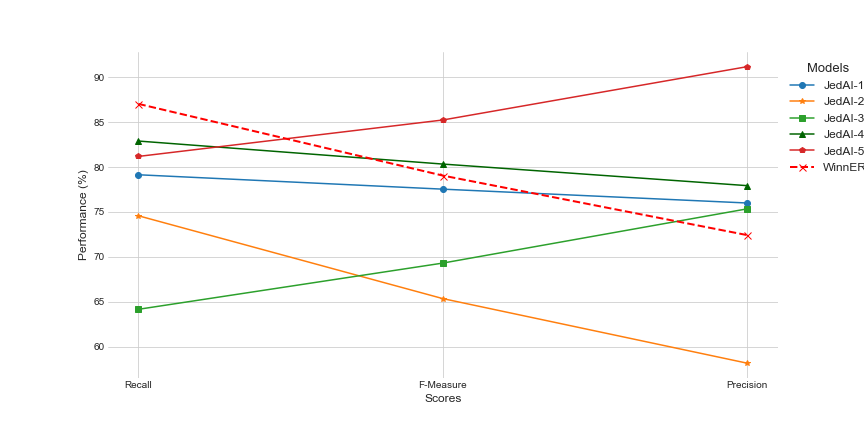 Models
JedAI-1
JedAI-2
JedAI-3
JedAI-4
JedAI-5
WinnER
90
85
80
75
70
65
60
Performance (%)
Recall
F-Measure
Precision
Scores